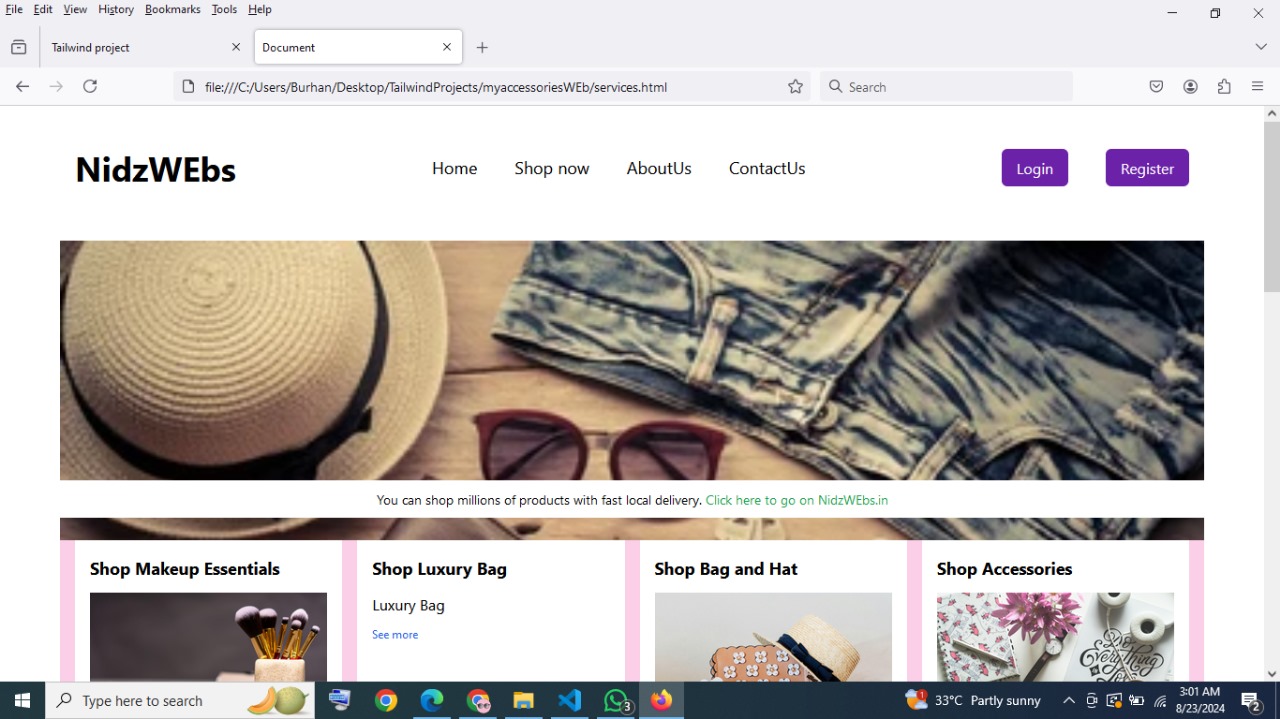 File Edit View History Bookmarks Tools Help
Tailwind project
Document
file:///C:/Users/Burhan/Desktop/TailwindProjects/myaccessoriesWEb/services.html
Search
NidzWEbs
Home Shop now AboutUs ContactUs
Login Register
You can shop millions of products with fast local delivery. Click here to go on NidzWEbs.in
Shop Makeup Essentials
Shop Luxury Bag
Luxury Bag
See more
Shop Bag and Hat
Shop Accessories
Do Everything
Type here to search
3
1
33°C Partly sunny
3:01 AM
8/23/2024
2